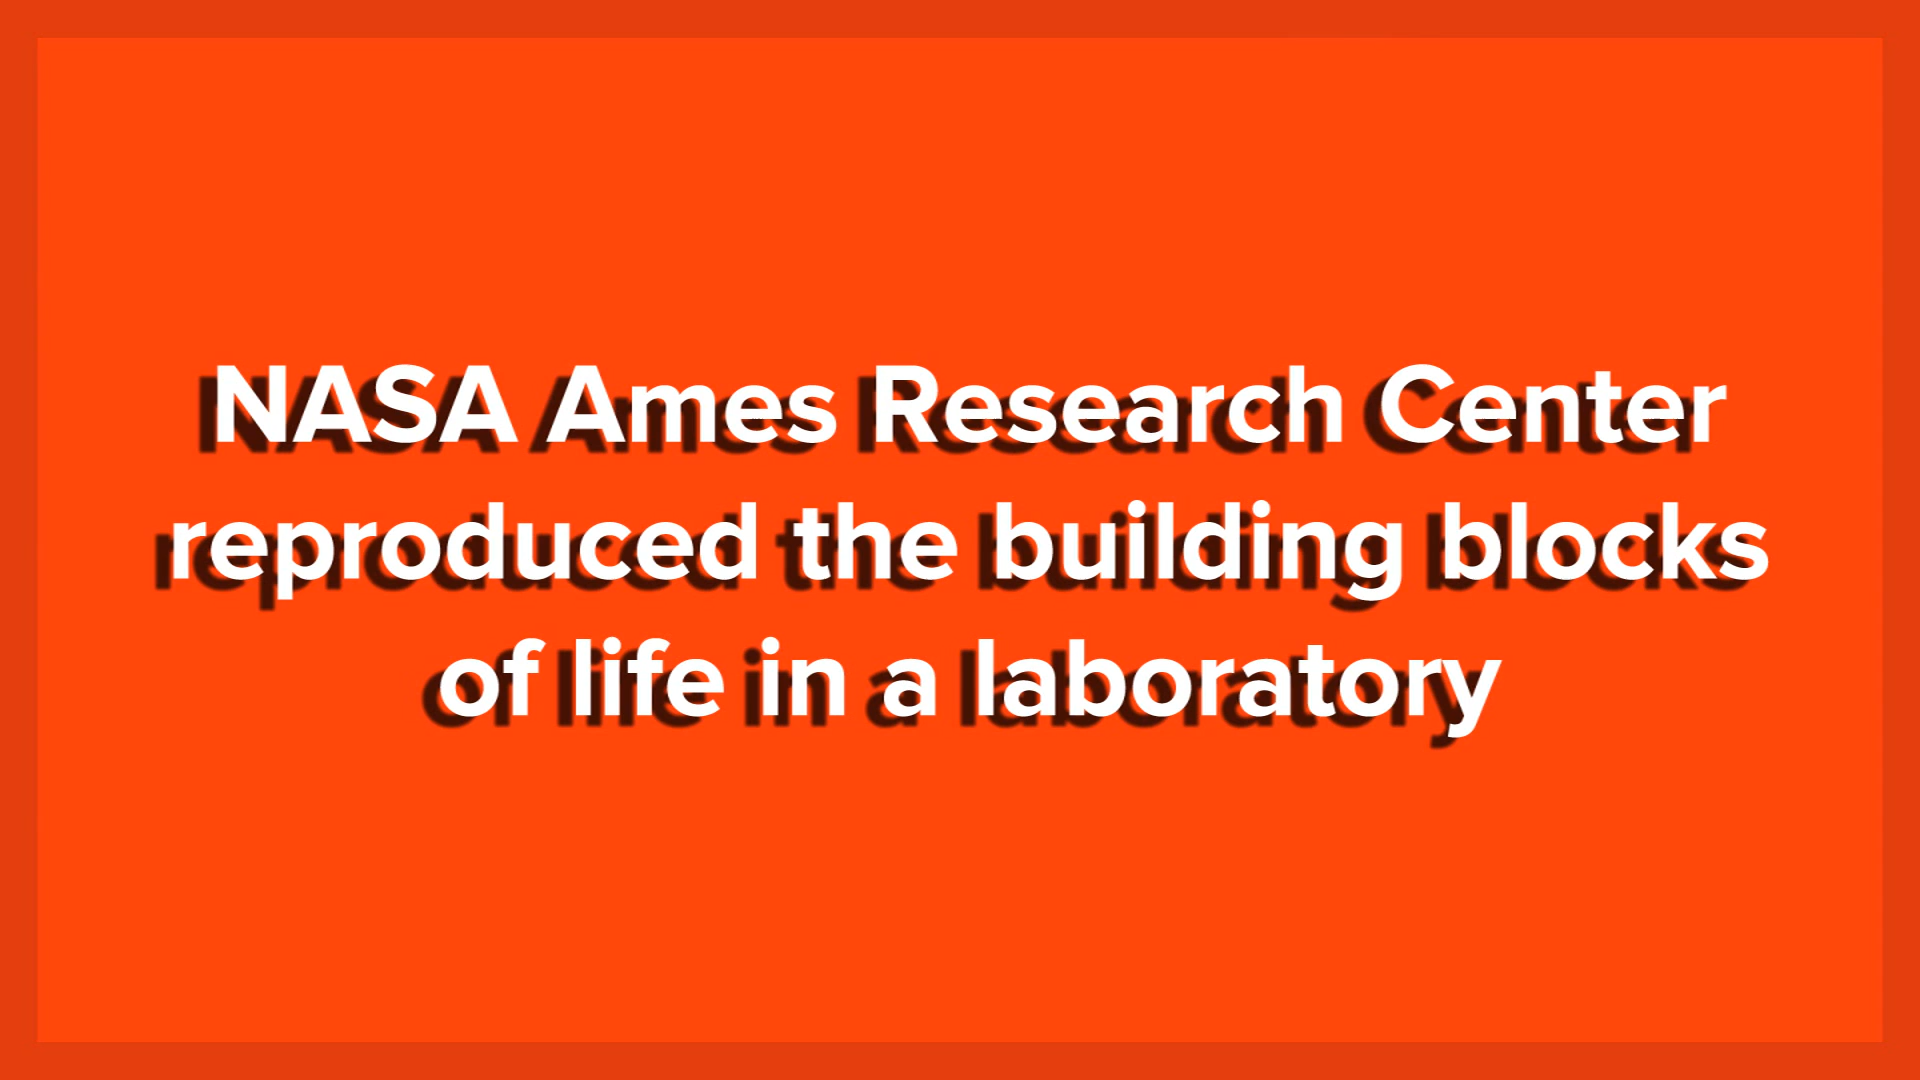 NASA Ames Research Center
reproduced the building blocks
of life in a laboratory